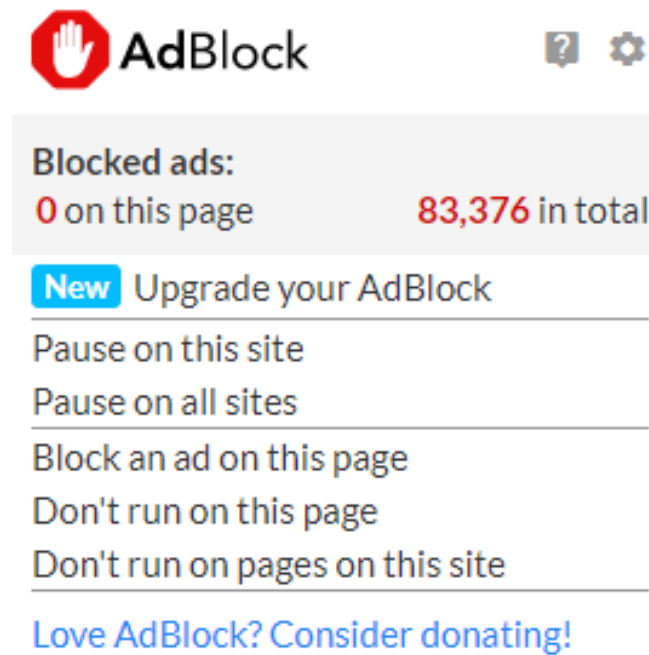 AdBlock
Blocked ads:
0 on this page 83,376 in total
New Upgrade your AdBlock
Pause on this site
Pause on all sites
Block an ad on this page
Don't run on this page
Don't run on pages on this site
Love AdBlock? Consider donating!